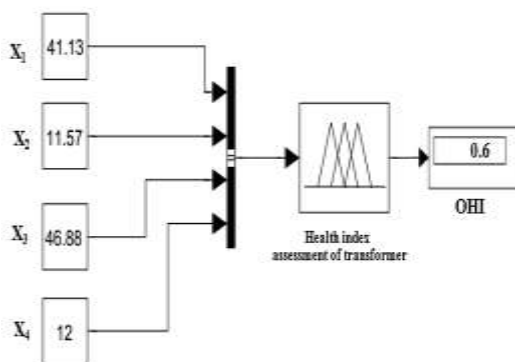 X1
41.13
X2
11.57
X3
46.88
X4
12
0.6
OHI
Health index
assessment of transformer